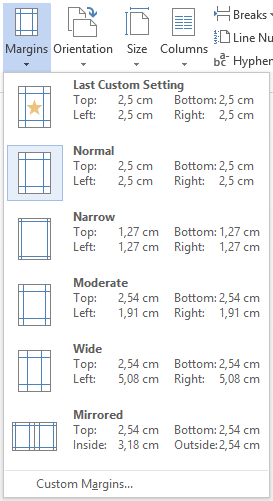 Margins Orientation Size Columns Breaks
Line Nu
Hyphen
Last Custom Setting
Top: 2,5 cm Bottom: 2,5 cm
Left: 2,5 cm Right: 2,5 cm
Normal
Top: 2,5 cm Bottom: 2,5 cm
Left: 2,5 cm Right: 2,5 cm
Narrow
Top: 1,27 cm Bottom: 1,27 cm
Left: 1,27 cm Right: 1,27 cm
Moderate
Top: 2,54 cm Bottom: 2,54 cm
Left: 1,91 cm Right: 1,91 cm
Wide
Top: 2,54 cm Bottom: 2,54 cm
Left: 5,08 cm Right: 5,08 cm
Mirrored
Top: 2,54 cm Bottom: 2,54 cm
Inside: 3,18 cm Outside: 2,54 cm
Custom Margins...